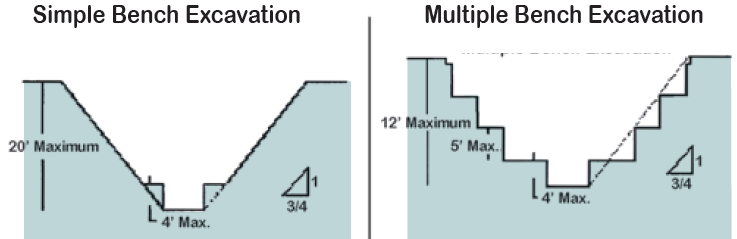 Simple Bench Excavation
20' Maximum
4' Max.
1
3/4
Multiple Bench Excavation
12' Maximum
5' Max.
4' Max.
1
3/4